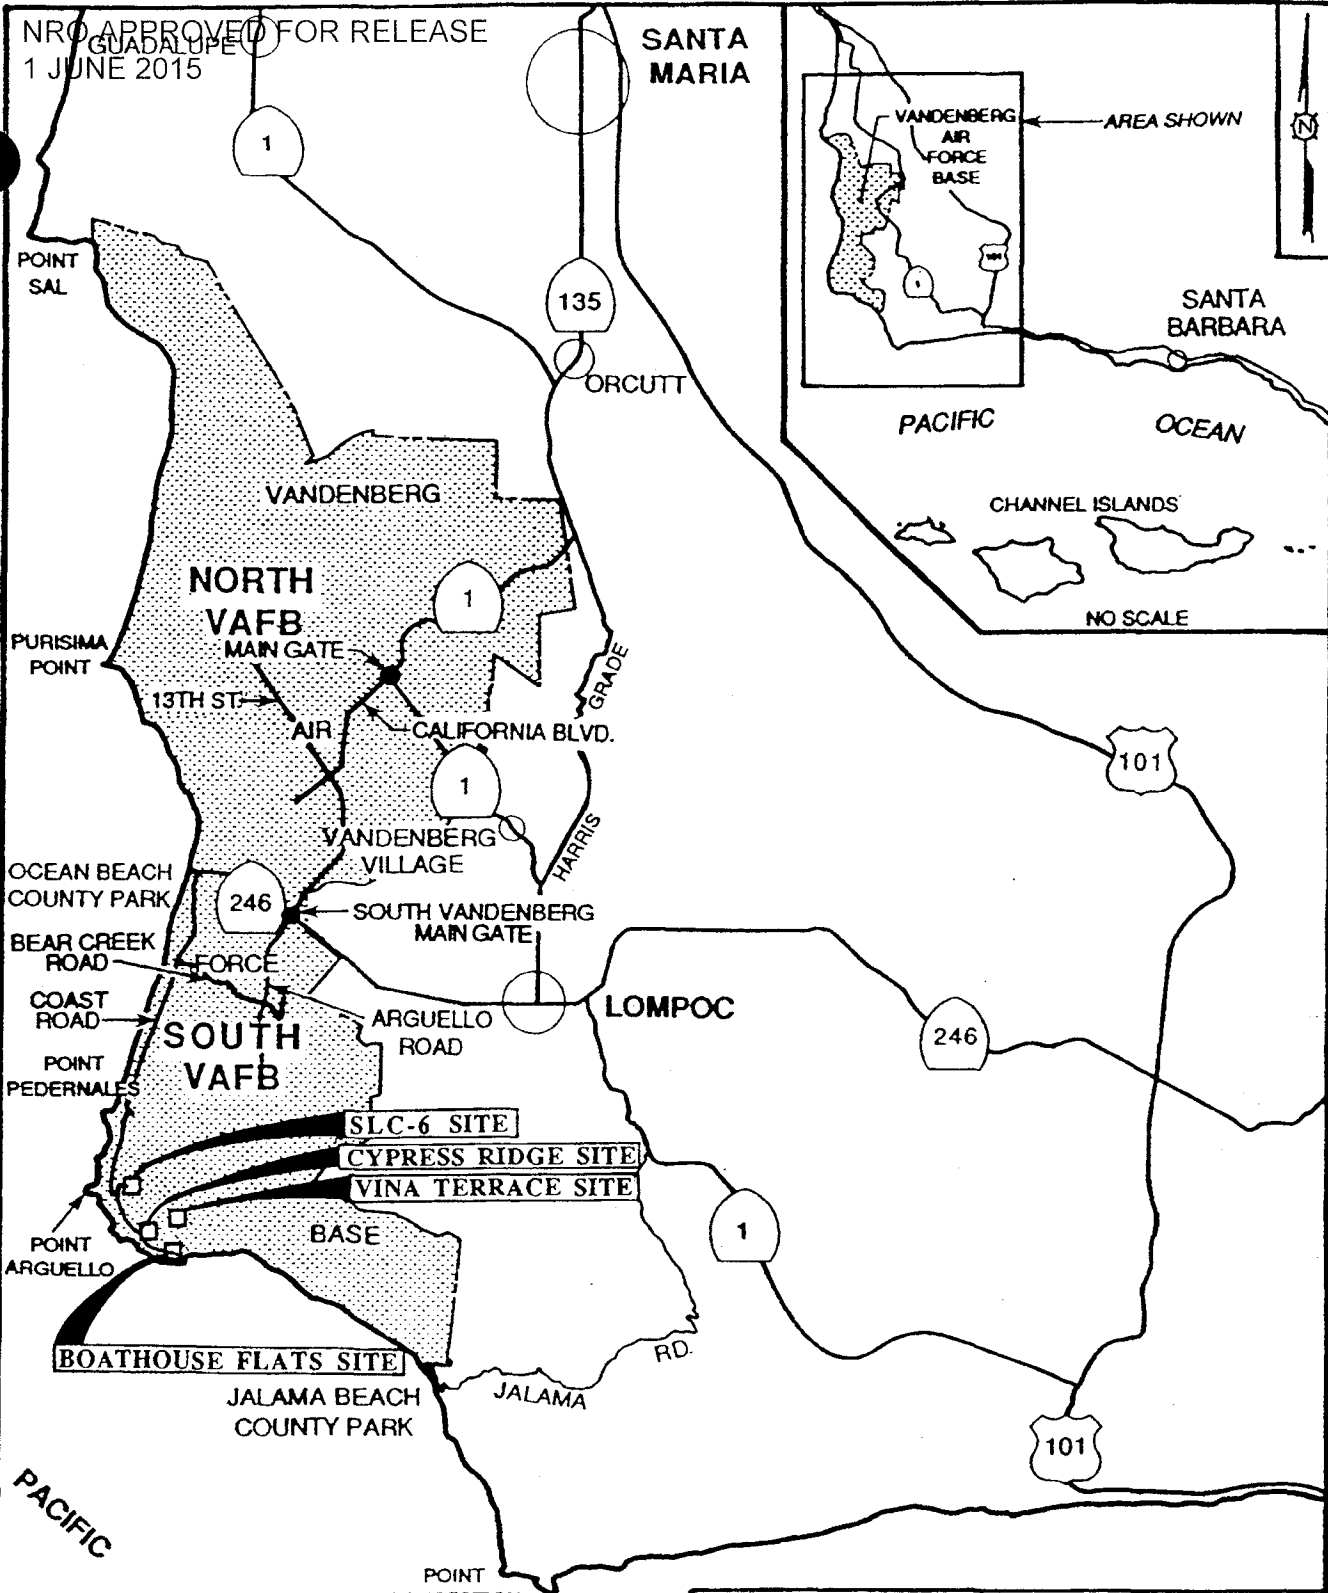 NRO APPROVED FOR RELEASE
1 JUNE 2015
GUADALUPE
SANTA
MARIA
1
135
ORCUTT
POINT
SAL
VANDENBERG
AIR
FORCE
BASE
AREA SHOWN
N
1
SANTA
BARBARA
PACIFIC
OCEAN
CHANNEL ISLANDS
NO SCALE
VANDENBERG
NORTH
VAFB
1
MAIN GATE
PURISIMA
POINT
13TH ST.
AIR
CALIFORNIA BLVD.
GRADE
HARRIS
101
1
VANDENBERG
VILLAGE
OCEAN BEACH
COUNTY PARK
246
SOUTH VANDENBERG
MAIN GATE
BEAR CREEK
ROAD
FORCE
COAST
ROAD
SOUTH
VAFB
ARGUELLO
ROAD
LOMPOC
246
POINT
PEDERNALES
SLC-6 SITE
CYPRESS RIDGE SITE
VINA TERRACE SITE
BASE
1
POINT
ARGUELLO
BOATHOUSE FLATS SITE
JALAMA BEACH
COUNTY PARK
JALAMA
RD.
101
PACIFIC
POINT